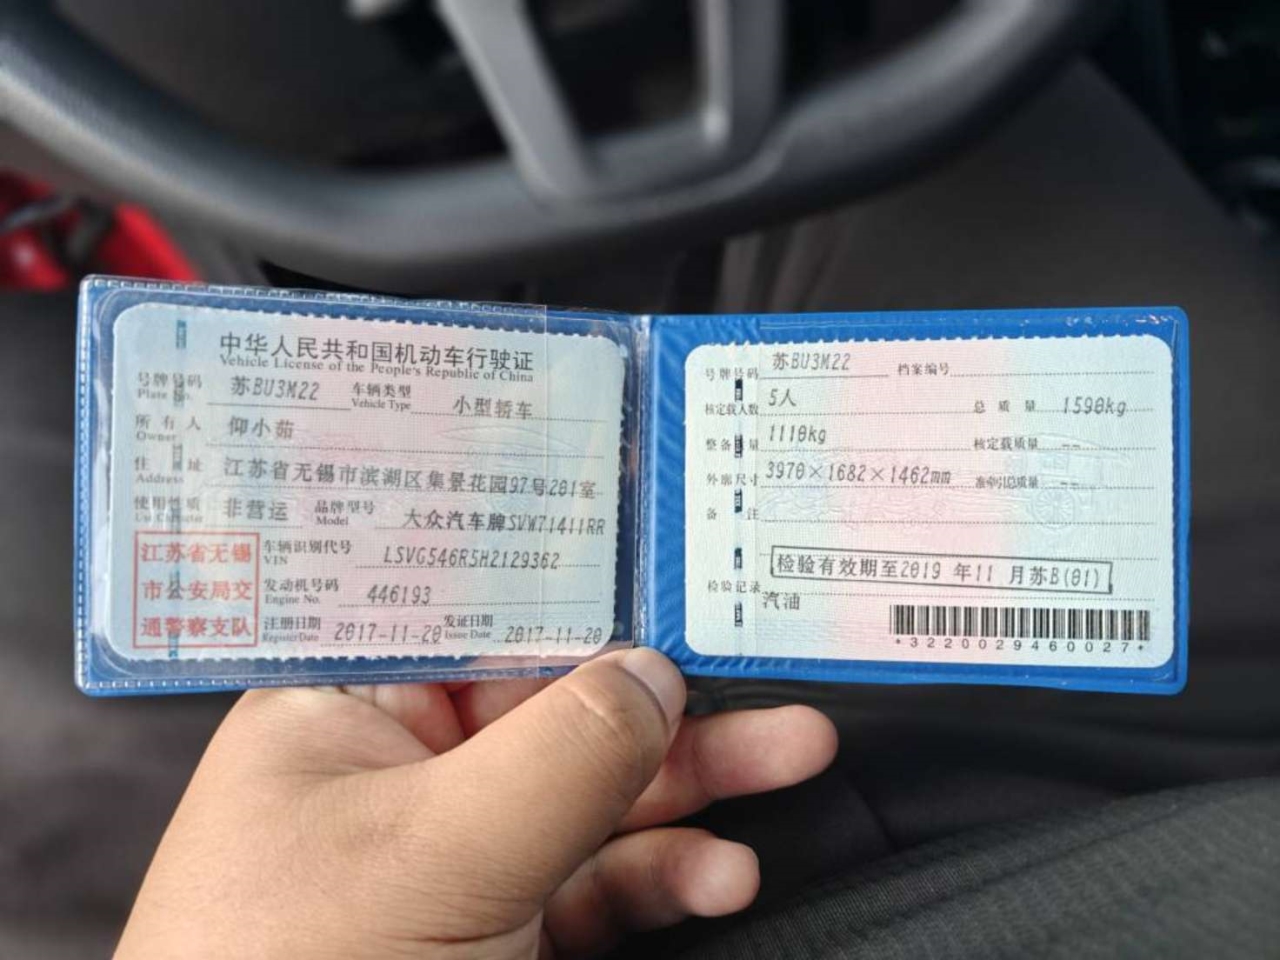 中华人民共和国机动车行驶证
Vehicle License of the People's Republic of China
号牌号码 苏BU3M22 车辆类型 小型轿车
Plate No. Vehicle Type
所有人 仰小茹
Owner
住址 江苏省无锡市滨湖区集景花园97号201室
Address
使用性质 非营运 品牌型号 大众汽车牌SVW71411RR
Use Character Model
江苏省无锡
市公安局交
通警察支队
车辆识别代号 LSVG546R5H2129362
VIN
发动机号码 446193
Engine No.
注册日期 2017-11-20 发证日期 2017-11-20
Register Date Issue Date
号牌号码 苏BU3M22 档案编号
核定载人数 5人 总质量 1590kg
整备质量 1110kg 核定载质量 --
外廓尺寸 3970×1682×1462mm 准牵引总质量 --
备注
检验有效期至2019年11月苏B(01)
检验记录
汽油
*3220029460027*